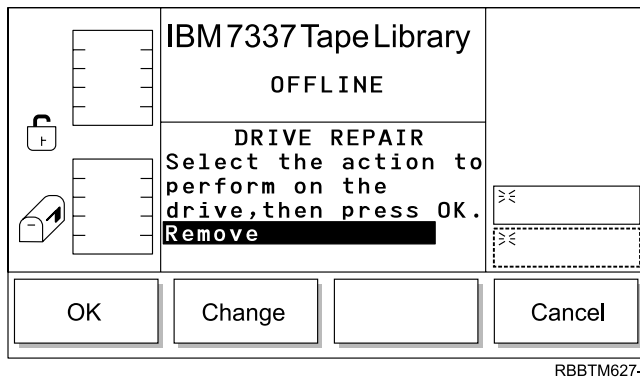 IBM 7337 Tape Library
OFFLINE
DRIVE REPAIR
Select the action to
perform on the
drive,then press OK.
Remove
OK
Change
Cancel
RBBTM627-